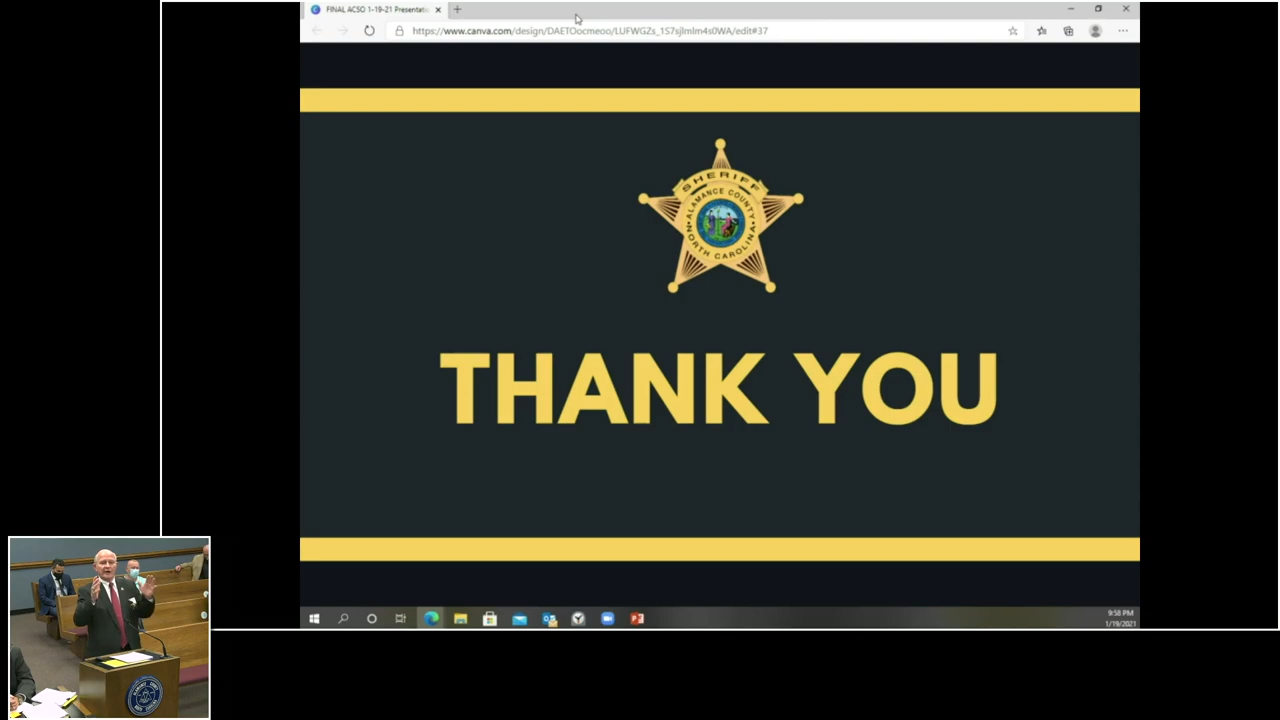 FINAL ACSO 1-19-21 Presentatio
https://www.canva.com/design/DAETOocmeoo/LUFWGZs_1S7sjlmlm4s0WA/edit#37
SHERIFF
ALAMANCE COUNTY
NORTH CAROLINA
THANK YOU
9:58 PM
1/19/2021